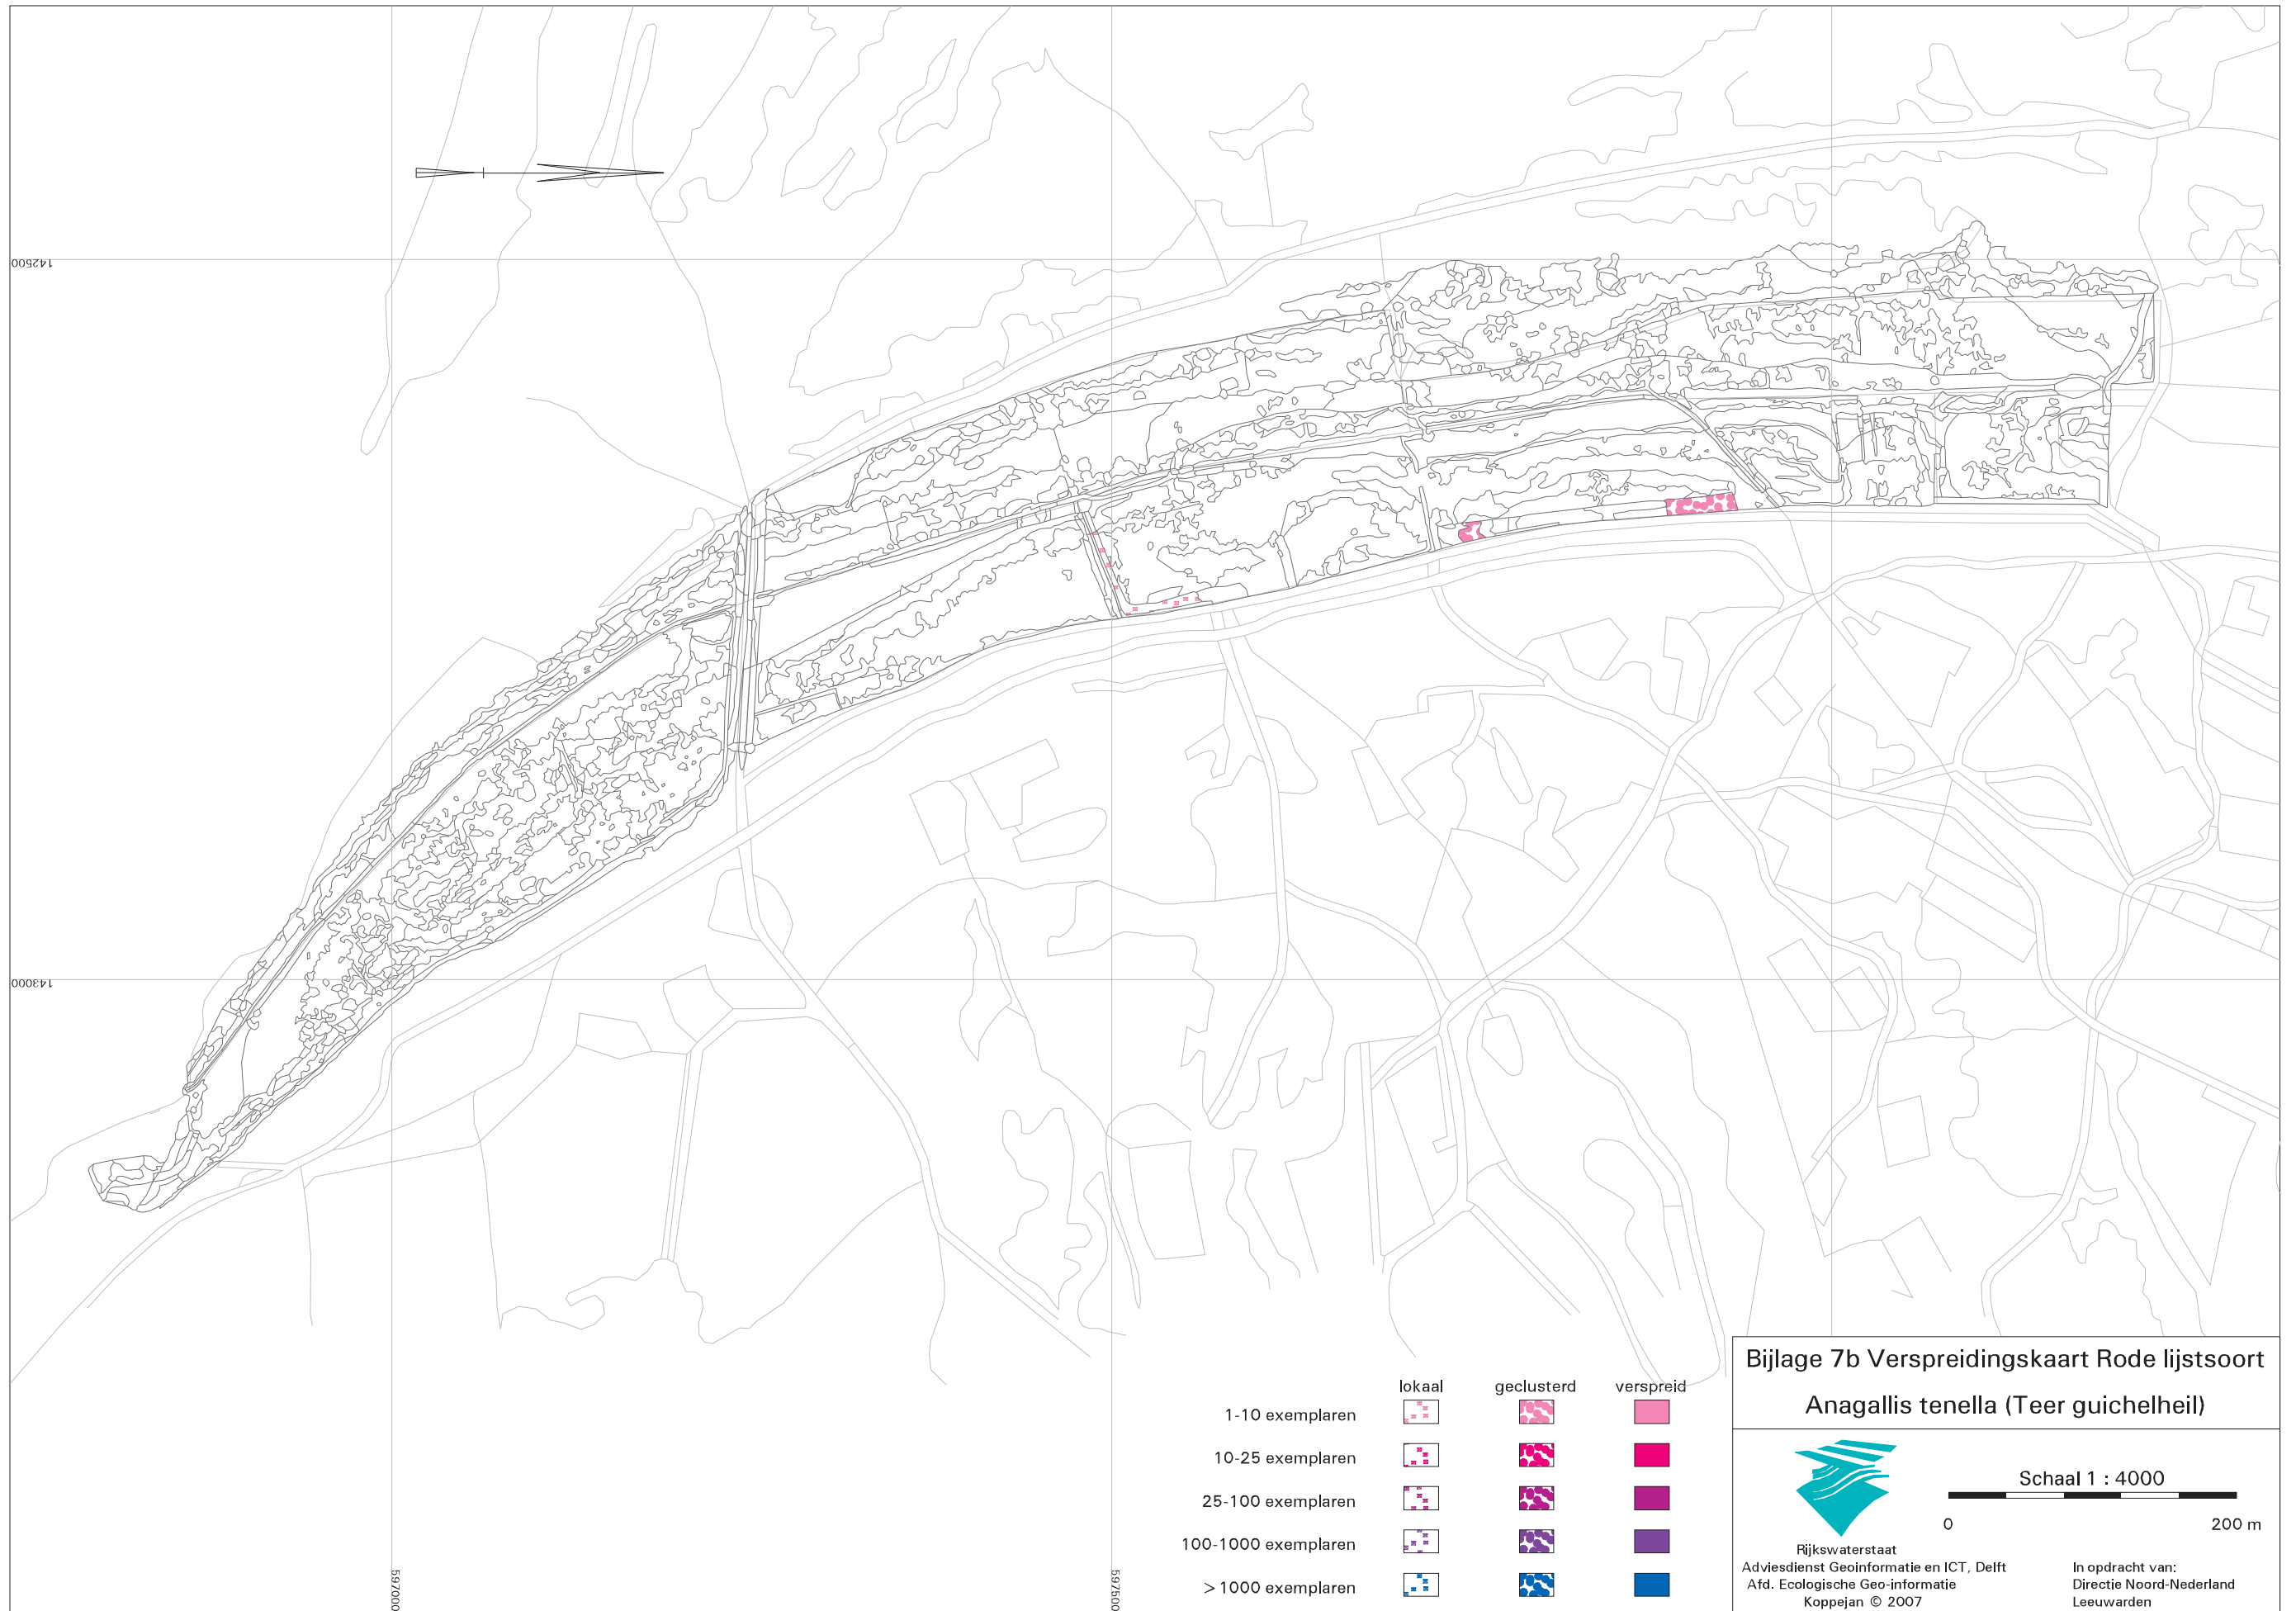 142500
143000
597000
597500
lokaal geclusterd verspreid
1-10 exemplaren
10-25 exemplaren
25-100 exemplaren
100-1000 exemplaren
> 1000 exemplaren
Bijlage 7b Verspreidingskaart Rode lijstsoort
Anagallis tenella (Teer guichelheil)
Schaal 1 : 4000
0 200 m
Rijkswaterstaat
Adviesdienst Geoinformatie en ICT, Delft
Afd. Ecologische Geo-informatie
Koppejan © 2007
In opdracht van:
Directie Noord-Nederland
Leeuwarden